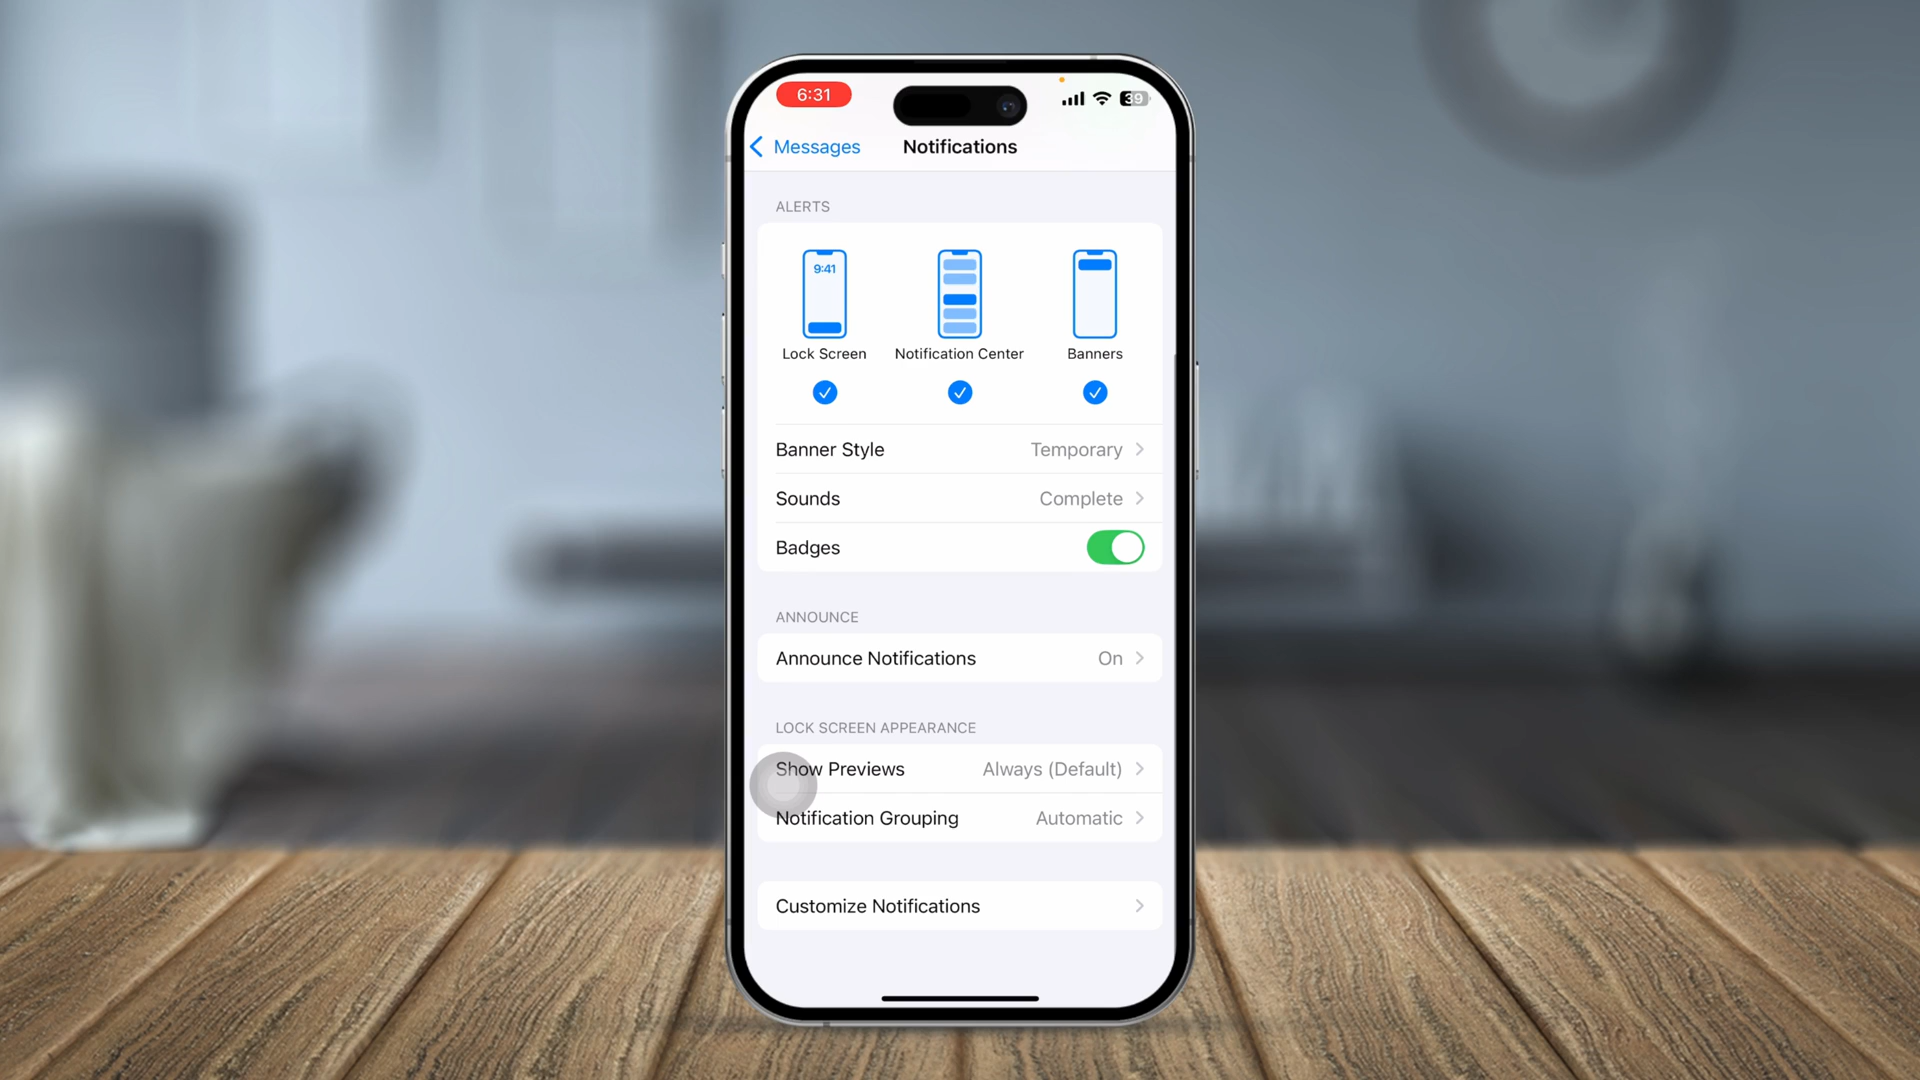 6:31
39
Messages
Notifications
ALERTS
9:41
Lock Screen
Notification Center
Banners
Banner Style
Temporary
Sounds
Complete
Badges
ANNOUNCE
Announce Notifications
On
LOCK SCREEN APPEARANCE
Show Previews
Always (Default)
Notification Grouping
Automatic
Customize Notifications